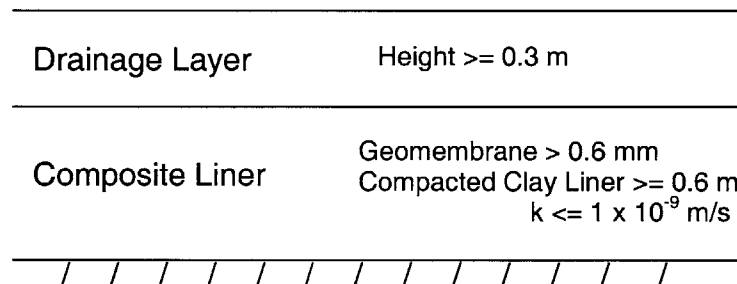 Drainage Layer Height >= 0.3 m
Geomembrane > 0.6 mm
Composite Liner Compacted Clay Liner >= 0.6 m
k <= 1 x 10⁻⁹ m/s